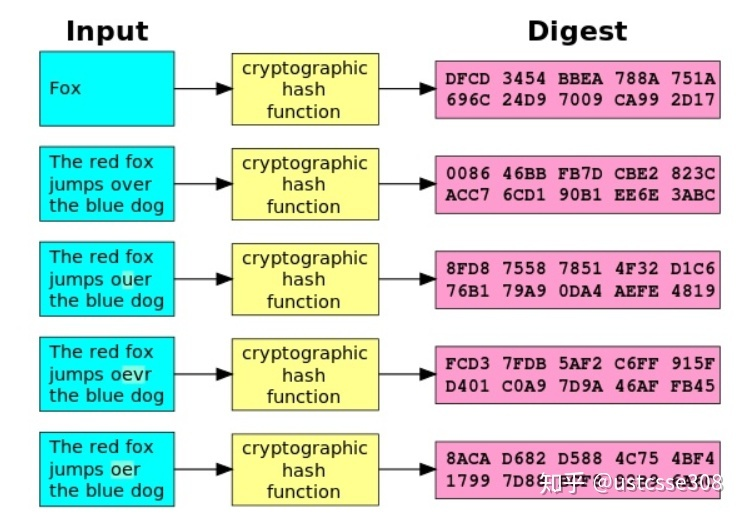 Input Digest
Fox
cryptographic
hash
function
DFCD 3454 BBEA 788A 751A
696C 24D9 7009 CA99 2D17
The red fox
jumps over
the blue dog
cryptographic
hash
function
0086 46BB FB7D CBE2 823C
ACC7 6CD1 90B1 EE6E 3ABC
The red fox
jumps ouer
the blue dog
cryptographic
hash
function
8FD8 7558 7851 4F32 D1C6
76B1 79A9 0DA4 AEFE 4819
The red fox
jumps oevr
the blue dog
cryptographic
hash
function
FCD3 7FDB 5AF2 C6FF 915F
D401 C0A9 7D9A 46AF FB45
The red fox
jumps oer
the blue dog
cryptographic
hash
function
8ACA D682 D588 4C75 4BF4
1799
知乎 @ustcsse308